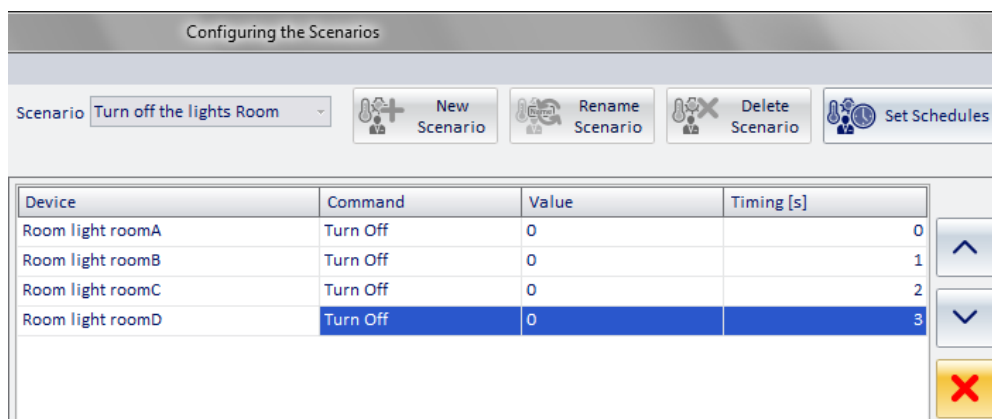 Configuring the Scenarios
Scenario Turn off the lights Room
New Scenario
Rename Scenario
Delete Scenario
Set Schedules
Device Command Value Timing [s]
Room light roomA Turn Off 0 0
Room light roomB Turn Off 0 1
Room light roomC Turn Off 0 2
Room light roomD Turn Off 0 3